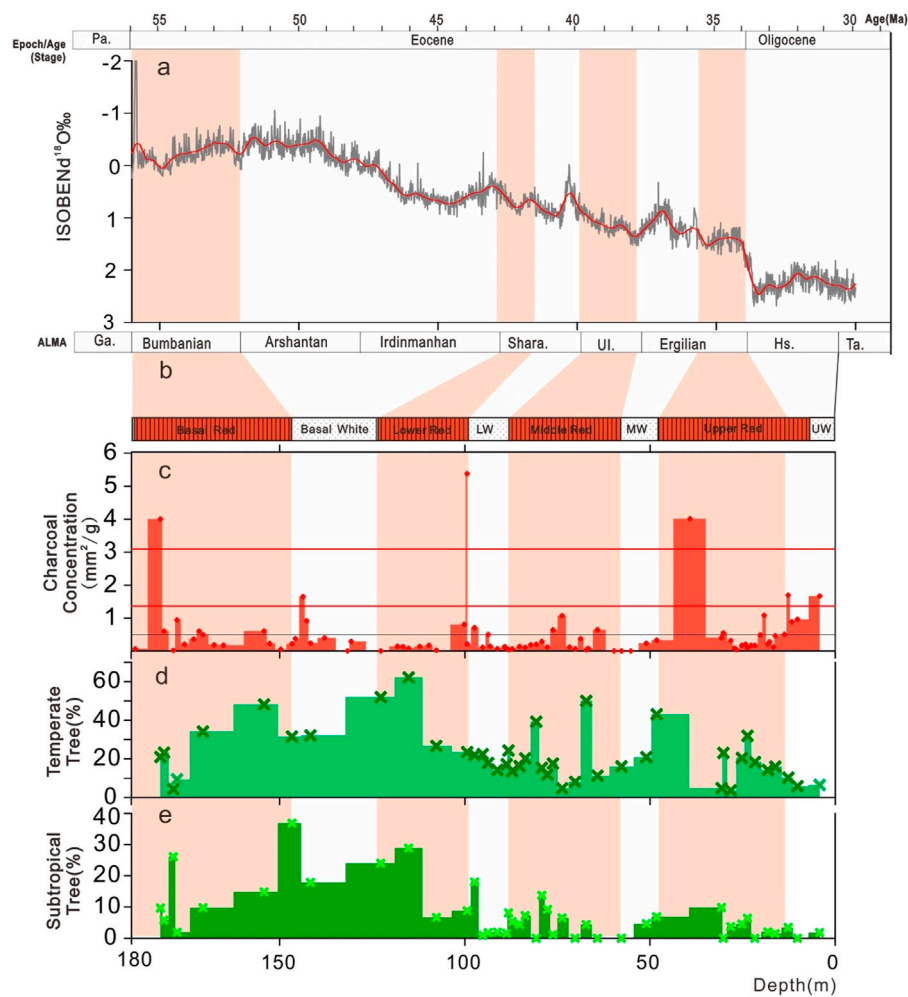 55 50 45 40 35 30 Age(Ma)
Epoch/Age (Stage) Pa. Eocene Oligocene
a
-2
-1
0
1
2
3
ISOBENd¹⁸O‰
ALMA Ga. Bumbanian Arshantan Irdinmanhan Shara. Ul. Ergilian Hs. Ta.
b
Basal Red Basal White Lower Red LW Middle Red MW Upper Red UW
c
6
5
4
3
2
1
Charcoal
Concentration
(mm²/g)
d
60
40
20
0
Temperate
Tree(%)
e
40
30
20
10
0
Subtropical
Tree(%)
180 150 100 50 0
Depth(m)